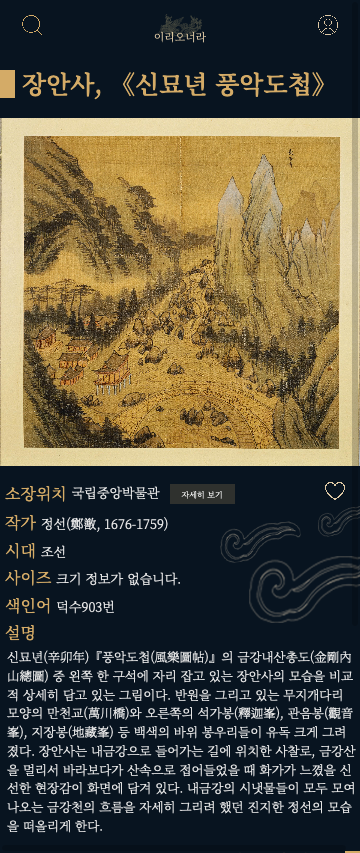 이리오너라
장안사, 《신묘년 풍악도첩》
소장위치 국립중앙박물관 자세히 보기
작가 정선(鄭敾, 1676-1759)
시대 조선
사이즈 크기 정보가 없습니다.
색인어 덕수903번
설명
신묘년(辛卯年)『풍악도첩(風樂圖帖)』의 금강내산총도(金剛內
山總圖) 중 왼쪽 한 구석에 자리 잡고 있는 장안사의 모습을 비교
적 상세히 담고 있는 그림이다. 반원을 그리고 있는 무지개다리
모양의 만천교(萬川橋)와 오른쪽의 석가봉(釋迦峯), 관음봉(觀音
峯), 지장봉(地藏峯) 등 백색의 바위 봉우리들이 유독 크게 그려
졌다. 장안사는 내금강으로 들어가는 길에 위치한 사찰로, 금강산
을 멀리서 바라보다가 산속으로 접어들었을 때 화가가 느꼈을 신
선한 현장감이 화면에 담겨 있다. 내금강의 시냇물들이 모두 모여
나오는 금강천의 흐름을 자세히 그리려 했던 진지한 정선의 모습
을 떠올리게 한다.